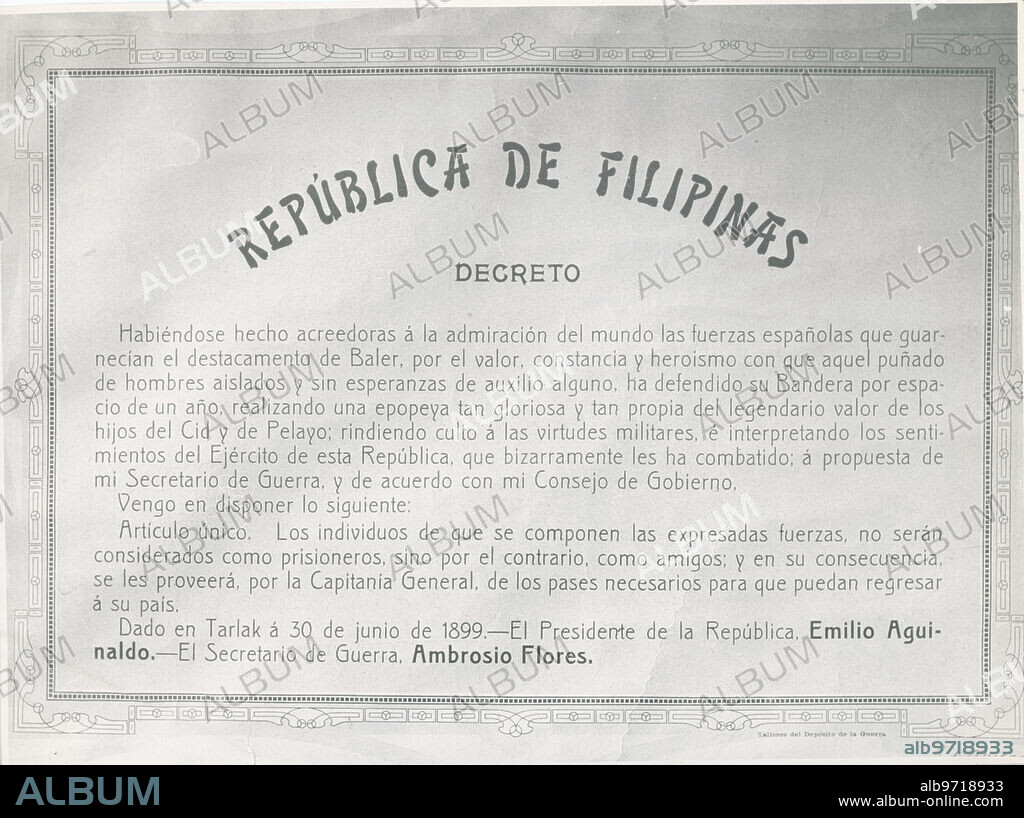 REPÚBLICA DE FILIPINAS
DECRETO
Habiéndose hecho acreedoras á la admiración del mundo las fuerzas españolas que guar-
necían el destacamento de Baler, por el valor, constancia y heroismo con que aquel puñado
de hombres aislados y sin esperanzas de auxilio alguno, ha defendido su Bandera por espa-
cio de un año, realizando una epopeya tan gloriosa y tan propia del legendario valor de los
hijos del Cid y de Pelayo; rindiendo culto á las virtudes militares, é interpretando los senti-
mientos del Ejército de esta República, que bizarramente les ha combatido; á propuesta de
mi Secretario de Guerra, y de acuerdo con mi Consejo de Gobierno,
Vengo en disponer lo siguiente:
Artículo único. Los individuos de que se componen las expresadas fuerzas, no serán
considerados como prisioneros, sino por el contrario, como amigos; y en su consecuencia,
se les proveerá, por la Capitanía General, de los pases necesarios para que puedan regresar
á su país.
Dado en Tarlak á 30 de junio de 1899.—El Presidente de la República, Emilio Agui-
naldo.—El Secretario de Guerra, Ambrosio Flores.
Talleres del Depósito de la Guerra
alb9718933
ALBUM
alb9718933
www.album-online.com